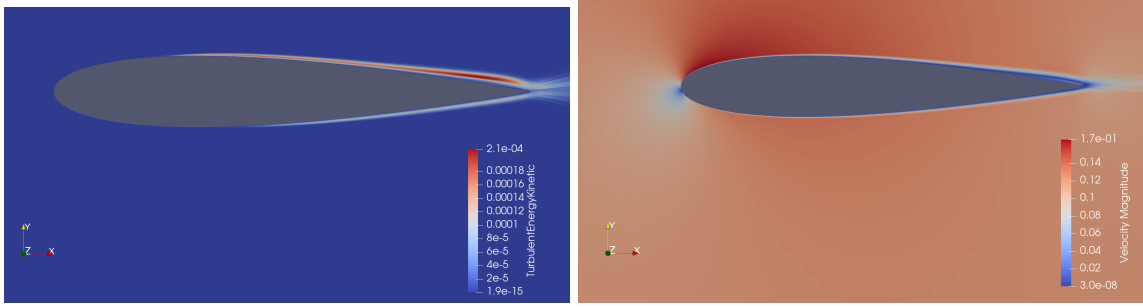 2.1e-04
0.00018
0.00016
0.00014
0.00012
0.0001
8e-5
6e-5
4e-5
2e-5
1.9e-15
TurbulentEnergyKinetic
Y
Z X
1.7e-01
0.14
0.12
0.1
0.08
0.06
0.04
0.02
3.0e-08
Velocity Magnitude
Y
Z X